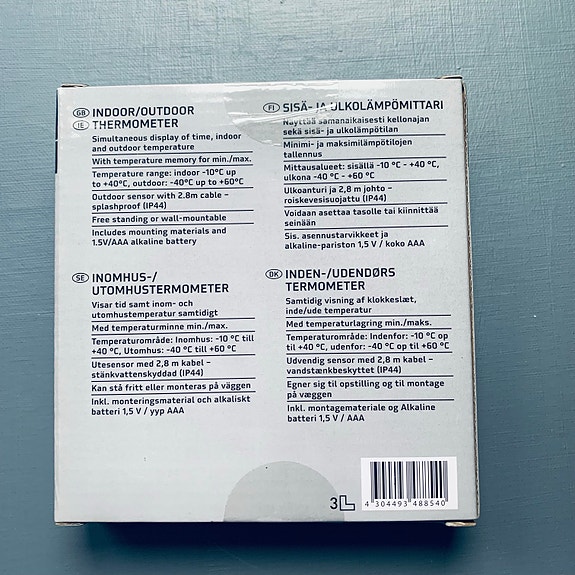 GB INDOOR/OUTDOOR
IE THERMOMETER
Simultaneous display of time, indoor
and outdoor temperature
With temperature memory for min./max.
Temperature range: indoor -10°C up
to +40°C, outdoor: -40°C up to +60°C
Outdoor sensor with 2.8m cable –
splashproof (IP44)
Free standing or wall-mountable
Includes mounting materials and
1.5V/AAA alkaline battery
FI SISÄ- JA ULKOLÄMPÖMITTARI
Näyttää samanaikaisesti kellonajan
sekä sisä- ja ulkolämpötilan
Minimi- ja maksimilämpötilojen
tallennus
Mittausalueet: sisällä -10 °C - +40 °C,
ulkona -40 °C - +60 °C
Ulkoanturi ja 2,8 m johto –
roiskevesisuojattu (IP44)
Voidaan asettaa tasolle tai kiinnittää
seinään
Sis. asennustarvikkeet ja
alkaline-pariston 1,5 V / koko AAA
SE INOMHUS-/
UTOMHUSTERMOMETER
Visar tid samt inom- och
utomhustemperatur samtidigt
Med temperaturminne min./max.
Temperaturområde: Inomhus: -10 °C till
+40 °C, Utomhus: -40 °C till +60 °C
Utesensor med 2,8 m kabel –
stänkvattenskyddad (IP44)
Kan stå fritt eller monteras på väggen
Inkl. monteringsmaterial och alkaliskt
batteri 1,5 V / typ AAA
DK INDEN-/UDENDØRS
TERMOMETER
Samtidig visning af klokkeslæt,
inde/ude temperatur
Med temperaturlagring min./maks.
Temperaturområde: Indenfor: -10 °C op
til +40 °C, udenfor: -40 °C op til +60 °C
Udvendig sensor med 2,8 m kabel –
vandstænkbeskyttet (IP44)
Egner sig til opstilling og til montage
på væggen
Inkl. montagemateriale og Alkaline
batteri 1,5 V / AAA
3L
4 304493 488540